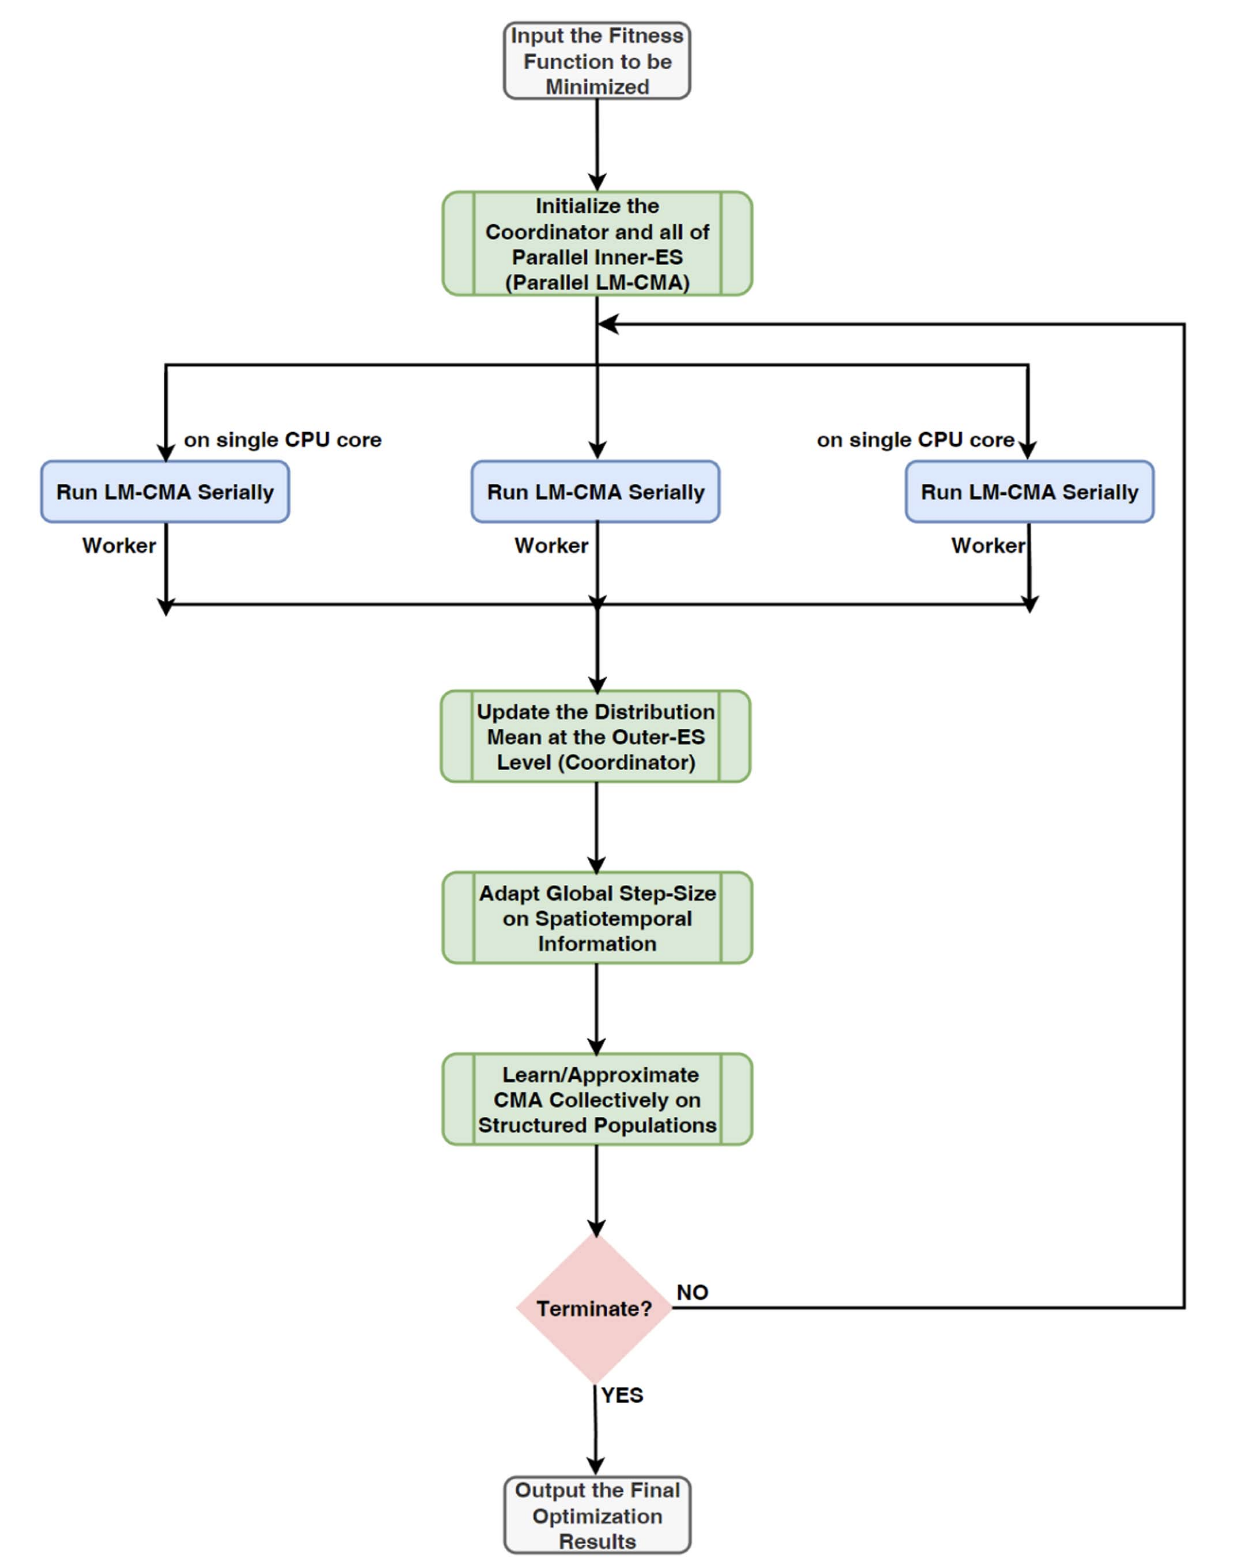 Input the Fitness
Function to be
Minimized
Initialize the
Coordinator and all of
Parallel Inner-ES
(Parallel LM-CMA)
on single CPU core
on single CPU core
Run LM-CMA Serially
Run LM-CMA Serially
Run LM-CMA Serially
Worker
Worker
Worker
Update the Distribution
Mean at the Outer-ES
Level (Coordinator)
Adapt Global Step-Size
on Spatiotemporal
Information
Learn/Approximate
CMA Collectively on
Structured Populations
NO
Terminate?
YES
Output the Final
Optimization
Results